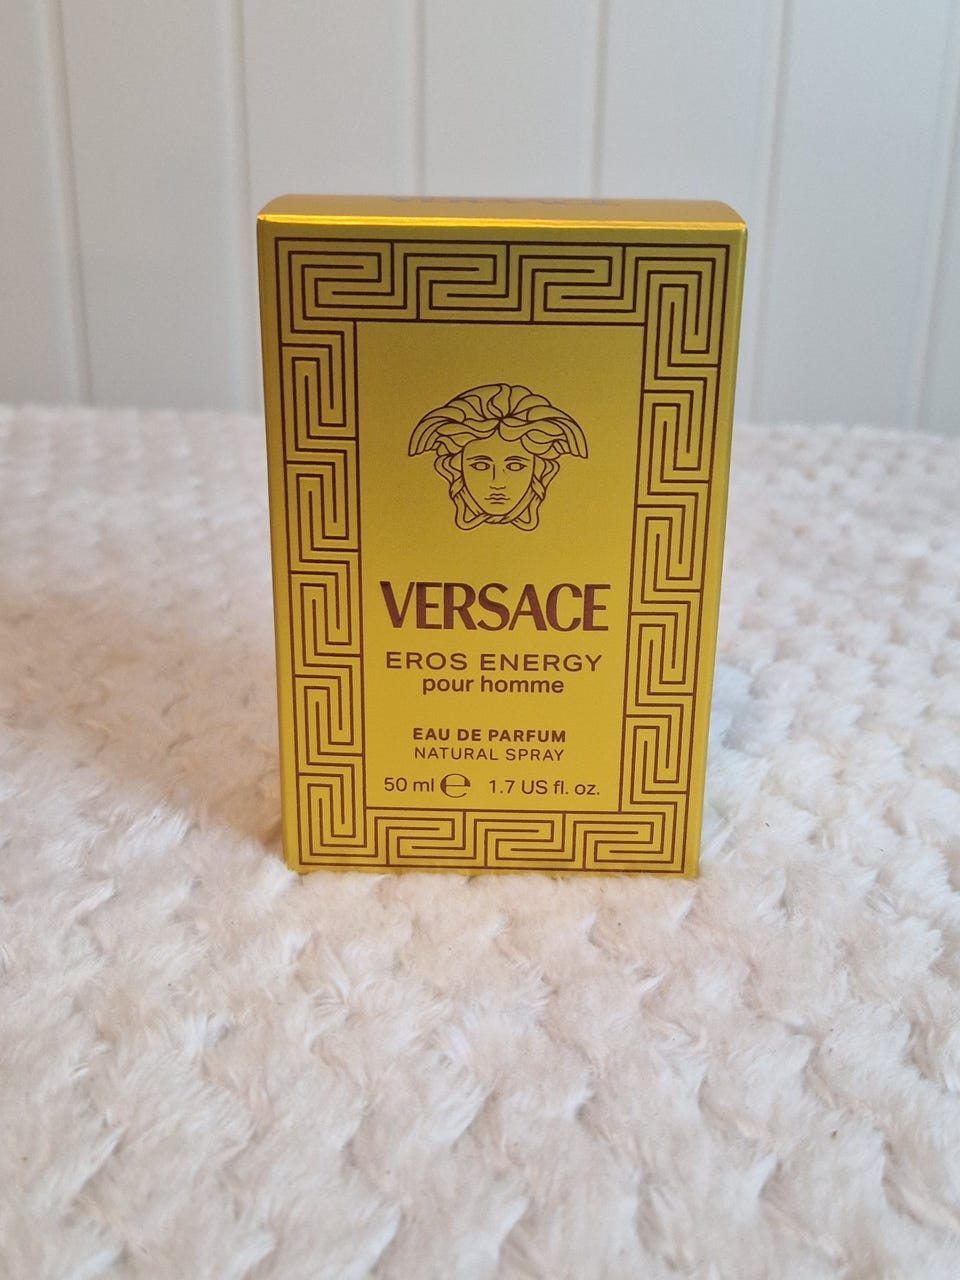 VERSACE
EROS ENERGY
pour homme
EAU DE PARFUM
NATURAL SPRAY
50 ml ℮ 1.7 US fl. oz.